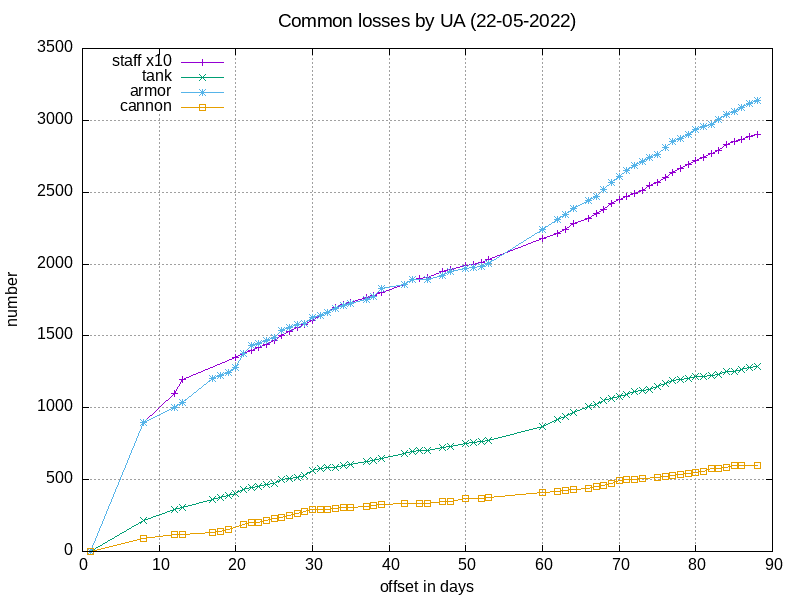 Common losses by UA (22-05-2022)
staff x10
tank
armor
cannon
3500
3000
2500
2000
1500
1000
500
0
number
0 10 20 30 40 50 60 70 80 90
offset in days